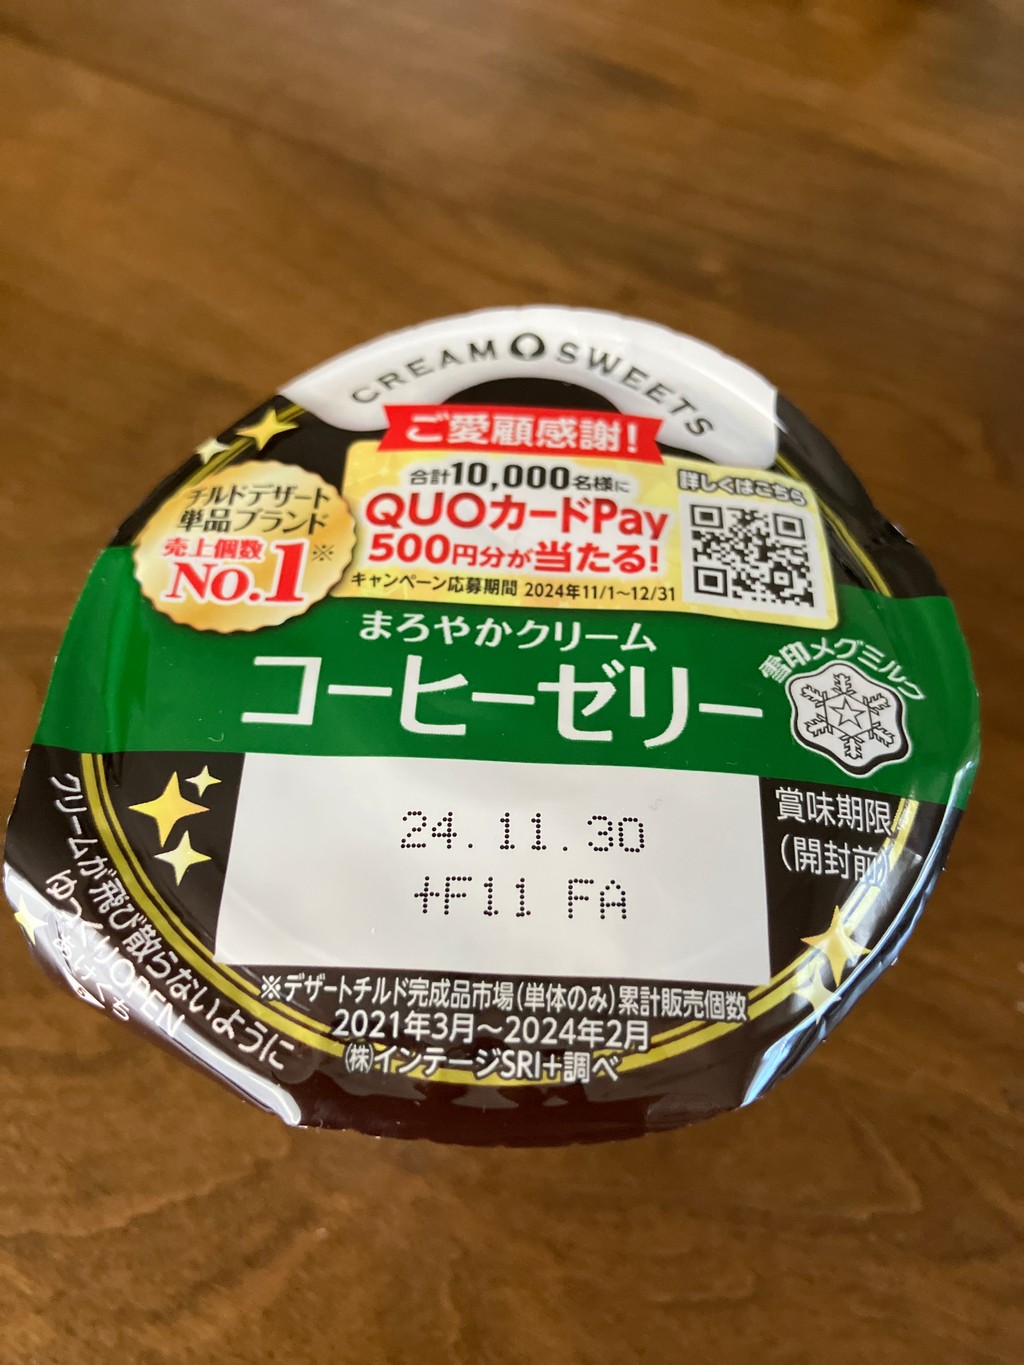 CREAM SWEETS
ご愛顧感謝!
合計10,000名様に
QUOカードPay
500円分が当たる!
キャンペーン応募期間 2024年11/1~12/31
詳しくはこちら
チルドデザート
単品ブランド
売上個数※
No.1
まろやかクリーム
コーヒーゼリー
雪印メグミルク
24.11.30
+F11 FA
賞味期限
(開封前)
クリームが飛び散らないように
ゆっくりOPEN
あけくち
※デザートチルド完成品市場(単体のみ)累計販売個数
2021年3月~2024年2月
(株)インテージSRI+調べ